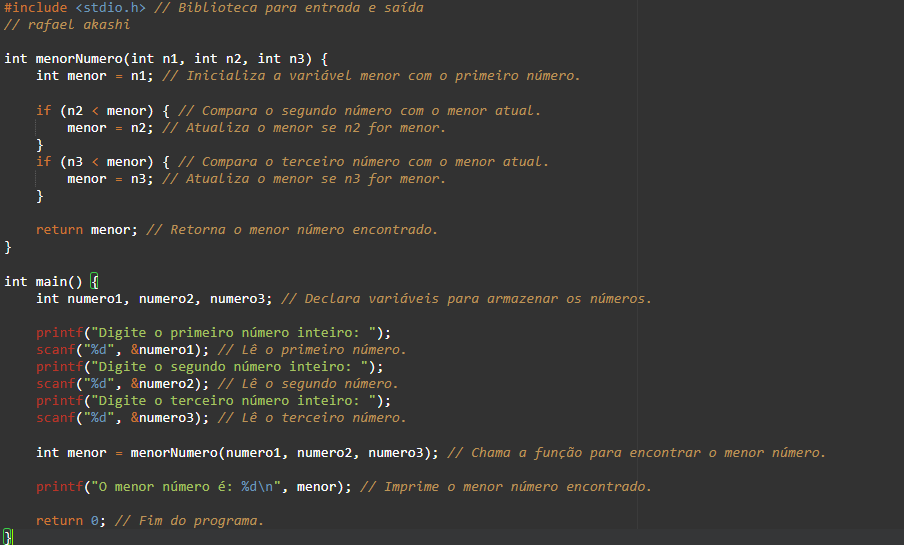 #include <stdio.h> // Biblioteca para entrada e saída
// rafael akashi
int menorNumero(int n1, int n2, int n3) {
int menor = n1; // Inicializa a variável menor com o primeiro número.
if (n2 < menor) { // Compara o segundo número com o menor atual.
menor = n2; // Atualiza o menor se n2 for menor.
}
if (n3 < menor) { // Compara o terceiro número com o menor atual.
menor = n3; // Atualiza o menor se n3 for menor.
}
return menor; // Retorna o menor número encontrado.
}
int main() {
int numero1, numero2, numero3; // Declara variáveis para armazenar os números.
printf("Digite o primeiro número inteiro: ");
scanf("%d", &numero1); // Lê o primeiro número.
printf("Digite o segundo número inteiro: ");
scanf("%d", &numero2); // Lê o segundo número.
printf("Digite o terceiro número inteiro: ");
scanf("%d", &numero3); // Lê o terceiro número.
int menor = menorNumero(numero1, numero2, numero3); // Chama a função para encontrar o menor número.
printf("O menor número é: %d\n", menor); // Imprime o menor número encontrado.
return 0; // Fim do programa.
}